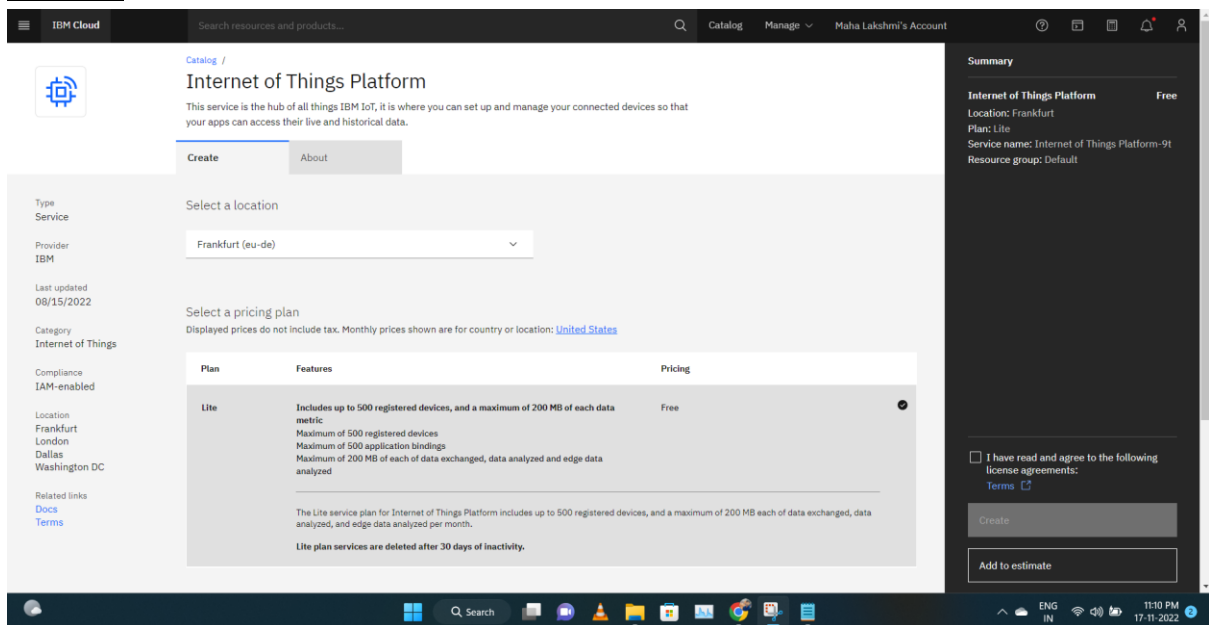 IBM Cloud
Search resources and products...
Catalog
Manage
Maha Lakshmi's Account
Catalog /
Internet of Things Platform
This service is the hub of all things IBM IoT, it is where you can set up and manage your connected devices so that
your apps can access their live and historical data.
Create
About
Type
Service
Provider
IBM
Last updated
08/15/2022
Category
Internet of Things
Compliance
IAM-enabled
Location
Frankfurt
London
Dallas
Washington DC
Related links
Docs
Terms
Select a location
Frankfurt (eu-de)
Select a pricing plan
Displayed prices do not include tax. Monthly prices shown are for country or location: United States
Plan Features Pricing
Lite
Includes up to 500 registered devices, and a maximum of 200 MB of each data
metric
Maximum of 500 registered devices
Maximum of 500 application bindings
Maximum of 200 MB of each of data exchanged, data analyzed and edge data
analyzed
Free
The Lite service plan for Internet of Things Platform includes up to 500 registered devices, and a maximum of 200 MB each of data exchanged, data
analyzed, and edge data analyzed per month.
Lite plan services are deleted after 30 days of inactivity.
Summary
Internet of Things Platform Free
Location: Frankfurt
Plan: Lite
Service name: Internet of Things Platform-9t
Resource group: Default
I have read and agree to the following
license agreements:
Terms
Create
Add to estimate
Search
ENG
IN
11:10 PM
17-11-2022
2